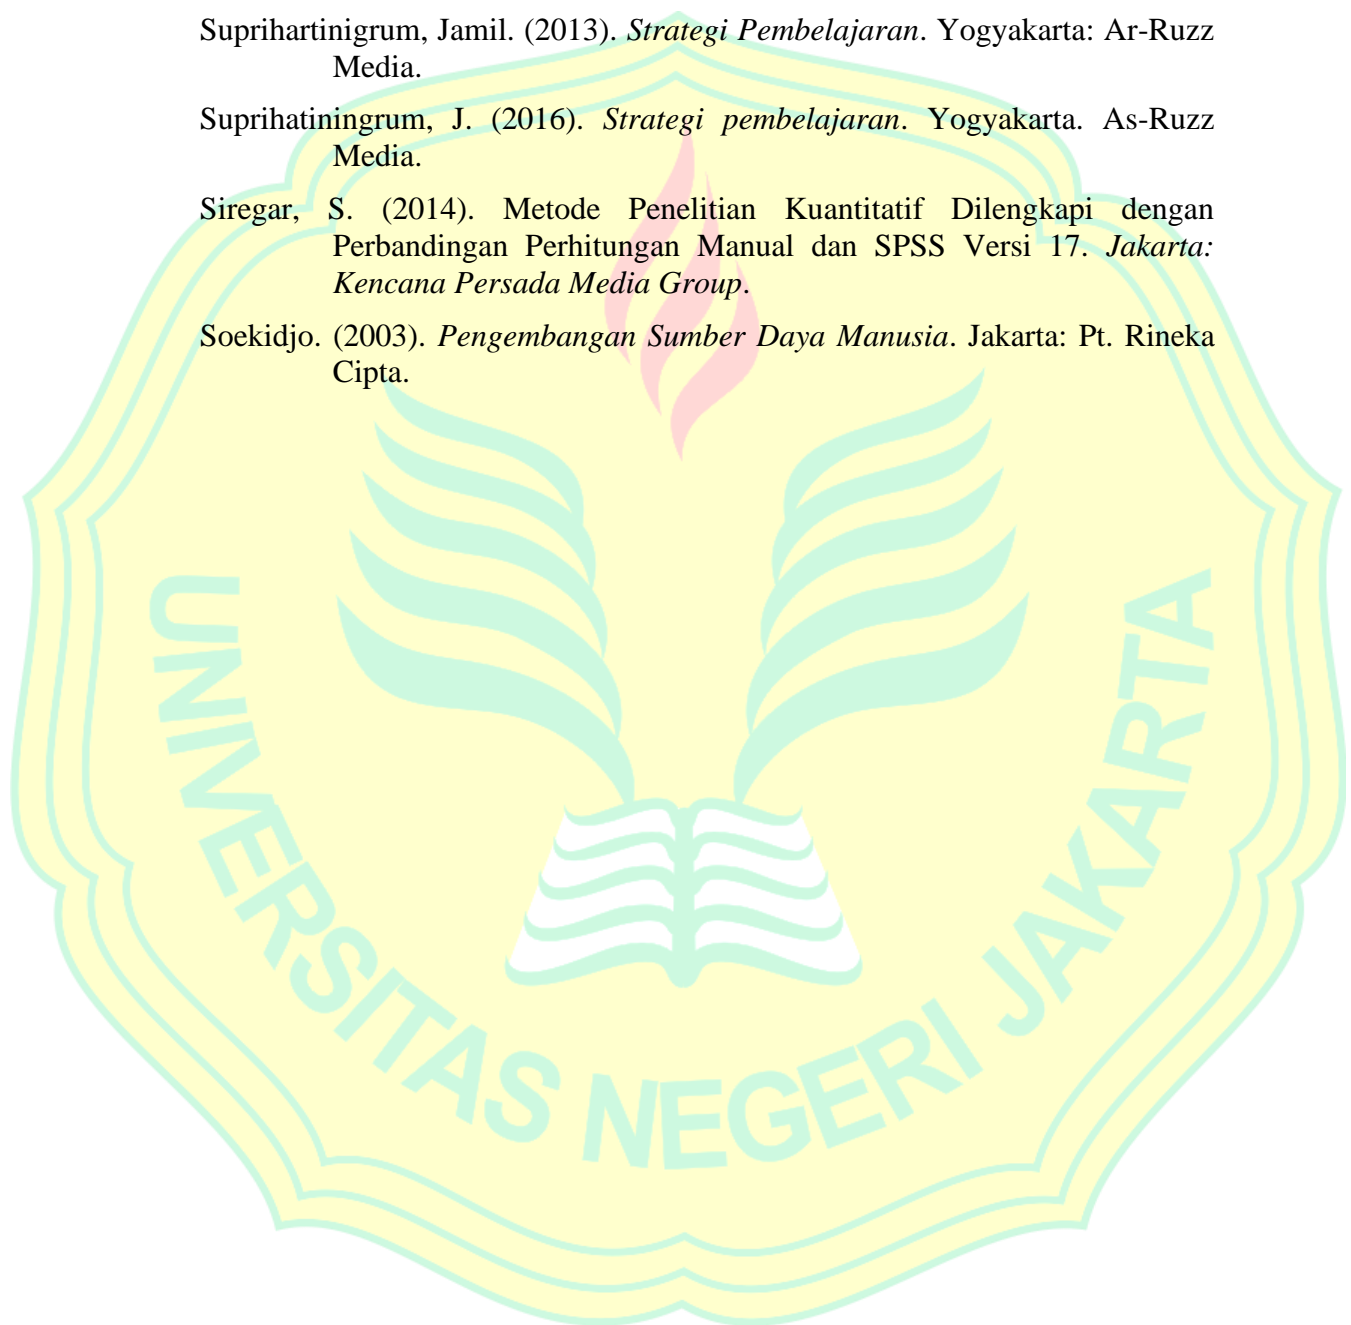 Suprihartinigrum, Jamil. (2013). Strategi Pembelajaran. Yogyakarta: Ar-Ruzz
Media.
Suprihatiningrum, J. (2016). Strategi pembelajaran. Yogyakarta. As-Ruzz
Media.
Siregar, S. (2014). Metode Penelitian Kuantitatif Dilengkapi dengan
Perbandingan Perhitungan Manual dan SPSS Versi 17. Jakarta:
Kencana Persada Media Group.
Soekidjo. (2003). Pengembangan Sumber Daya Manusia. Jakarta: Pt. Rineka
Cipta.
UNIVERSITAS NEGERI JAKARTA